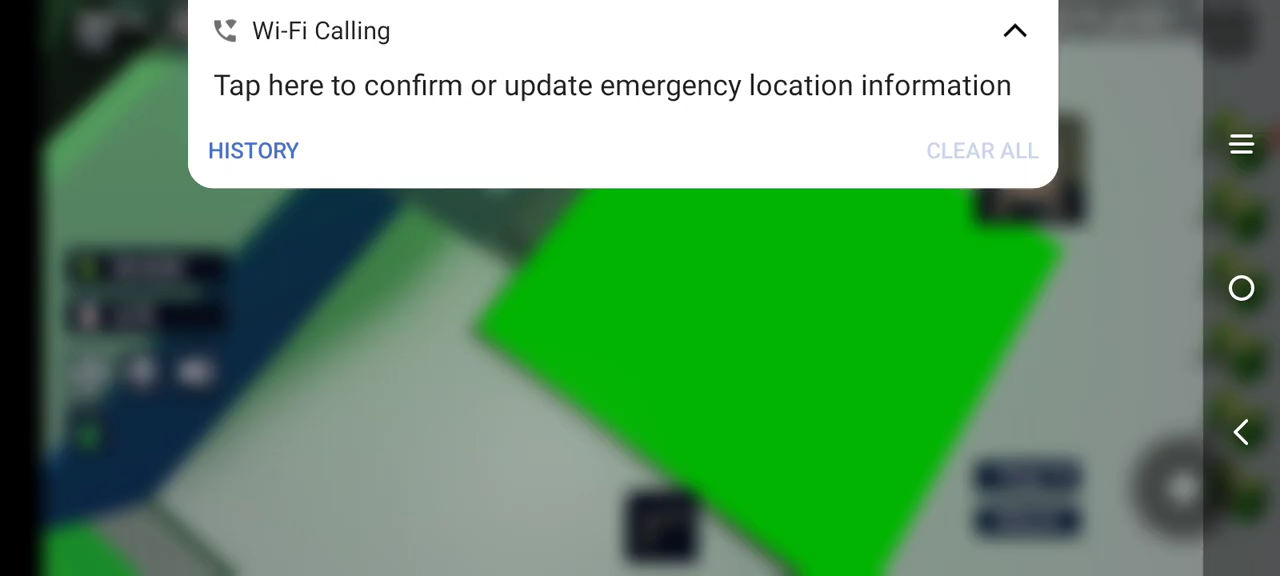 Wi-Fi Calling
Tap here to confirm or update emergency location information
HISTORY
CLEAR ALL